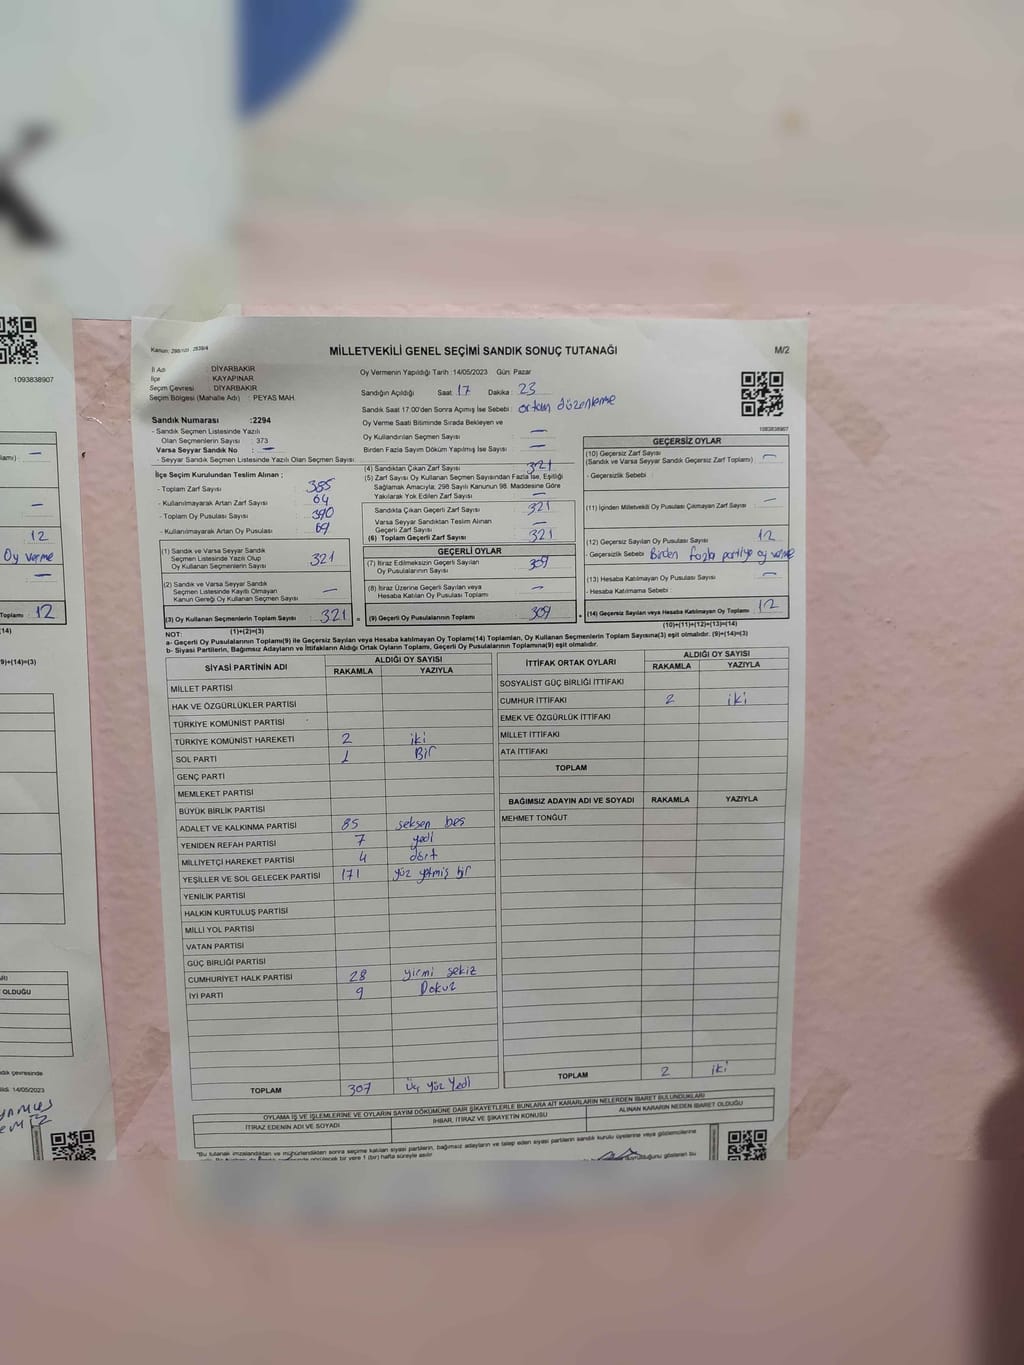 K
1093838907
Kanun: 298/105 , 2839/4
MİLLETVEKİLİ GENEL SEÇİMİ SANDIK SONUÇ TUTANAĞI
M/2
İl Adı : DİYARBAKIR
İlçe : KAYAPINAR
Seçim Çevresi : DİYARBAKIR
Seçim Bölgesi (Mahalle Adı) : PEYAS MAH.
Oy Vermenin Yapıldığı Tarih :14/05/2023 Gün: Pazar
Sandığın Açıldığı Saat : 17 Dakika : 23
Sandık Saat 17:00'den Sonra Açımış İse Sebebi : ortam düzenleme
1093838907
Sandık Numarası :2294
- Sandık Seçmen Listesinde Yazılı
Olan Seçmenlerin Sayısı : 373
Varsa Seyyar Sandık No : —
- Seyyar Sandık Seçmen Listesinde Yazılı Olan Seçmen Sayısı:
Oy Verme Saati Bitiminde Sırada Bekleyen ve
Oy Kullandırılan Seçmen Sayısı : —
Birden Fazla Sayım Döküm Yapılmış İse Sayısı : —
İlçe Seçim Kurulundan Teslim Alınan ;
- Toplam Zarf Sayısı : 385
- Kullanılmayarak Artan Zarf Sayısı : 64
- Toplam Oy Pusulası Sayısı : 390
- Kullanılmayarak Artan Oy Pusulası : 69
(1) Sandık ve Varsa Seyyar Sandık
Seçmen Listesinde Yazılı Olup
Oy Kullanan Seçmenlerin Sayısı : 321
(2) Sandık ve Varsa Seyyar Sandık
Seçmen Listesinde Kayıtlı Olmayan
Kanun Gereği Oy Kullanan Seçmen Sayısı : —
(3) Oy Kullanan Seçmenlerin Toplam Sayısı : 321
(1)+(2)=(3)
(4) Sandıktan Çıkan Zarf Sayısı : 321
(5) Zarf Sayısı Oy Kullanan Seçmen Sayısından Fazla İse, Eşitliği
Sağlamak Amacıyla; 298 Sayılı Kanunun 98. Maddesine Göre
Yakılarak Yok Edilen Zarf Sayısı : —
Sandıkta Çıkan Geçerli Zarf Sayısı : 321
Varsa Seyyar Sandıktan Teslim Alınan
Geçerli Zarf Sayısı : —
(6) Toplam Geçerli Zarf Sayısı : 321
GEÇERLİ OYLAR
(7) İtiraz Edilmeksizin Geçerli Sayılan
Oy Pusulalarının Sayısı : 309
(8) İtiraz Üzerine Geçerli Sayılan veya
Hesaba Katılan Oy Pusulası Toplamı : —
= (9) Geçerli Oy Pusulalarının Toplamı : 309
GEÇERSİZ OYLAR
(10) Geçersiz Zarf Sayısı
(Sandık ve Varsa Seyyar Sandık Geçersiz Zarf Toplamı) : —
- Geçersizlik Sebebi :
(11) İçinden Milletvekili Oy Pusulası Çıkmayan Zarf Sayısı : —
(12) Geçersiz Sayılan Oy Pusulası Sayısı : 12
- Geçersizlik Sebebi : Birden fazla partiye oy verme
(13) Hesaba Katılmayan Oy Pusulası Sayısı : —
- Hesaba Katılmama Sebebi :
+ (14) Geçersiz Sayılan veya Hesaba Katılmayan Oy Toplamı : 12
(10)+(11)+(12)+(13)=(14)
NOT:
a- Geçerli Oy Pusulalarının Toplamı(9) ile Geçersiz Sayılan veya Hesaba katılmayan Oy Toplamı(14) Toplamları, Oy Kullanan Seçmenlerin Toplam Sayısına(3) eşit olmalıdır. (9)+(14)=(3)
b- Siyasi Partilerin, Bağımsız Adayların ve İttifakların Aldığı Ortak Oyların Toplamı, Geçerli Oy Pusulalarının Toplamına(9) eşit olmalıdır.
SİYASİ PARTİNİN ADI ALDIĞI OY SAYISI
RAKAMLA YAZIYLA
MİLLET PARTİSİ
HAK VE ÖZGÜRLÜKLER PARTİSİ
TÜRKİYE KOMÜNİST PARTİSİ
TÜRKİYE KOMÜNİST HAREKETİ 2 iki
SOL PARTİ 1 Bir
GENÇ PARTİ
MEMLEKET PARTİSİ
BÜYÜK BİRLİK PARTİSİ
ADALET VE KALKINMA PARTİSİ 85 seksen beş
YENİDEN REFAH PARTİSİ 7 yedi
MİLLİYETÇİ HAREKET PARTİSİ 4 dört
YEŞİLLER VE SOL GELECEK PARTİSİ 171 yüz yetmiş bir
YENİLİK PARTİSİ
HALKIN KURTULUŞ PARTİSİ
MİLLİ YOL PARTİSİ
VATAN PARTİSİ
GÜÇ BİRLİĞİ PARTİSİ
CUMHURİYET HALK PARTİSİ 28 yirmi sekiz
İYİ PARTİ 9 Dokuz
TOPLAM 307 Üç yüz Yedi
İTTİFAK ORTAK OYLARI ALDIĞI OY SAYISI
RAKAMLA YAZIYLA
SOSYALİST GÜÇ BİRLİĞİ İTTİFAKI
CUMHUR İTTİFAKI 2 iki
EMEK VE ÖZGÜRLÜK İTTİFAKI
MİLLET İTTİFAKI
ATA İTTİFAKI
TOPLAM
BAĞIMSIZ ADAYIN ADI VE SOYADI RAKAMLA YAZIYLA
MEHMET TONĞUT
TOPLAM 2 iki
OYLAMA İŞ VE İŞLEMLERİNE VE OYLARIN SAYIM DÖKÜMÜNE DAİR ŞİKAYETLERLE BUNLARA AİT KARARLARIN NELERDEN İBARET BULUNDUKLARI
İTİRAZ EDENİN ADI VE SOYADI İHBAR, İTİRAZ VE ŞİKAYETİN KONUSU ALINAN KARARIN NEDEN İBARET OLDUĞU
"Bu tutanak imzalandıktan ve mühürlendikten sonra seçime katılan siyasi partilerin, bağımsız adayların ve talep eden siyasi partilerin sandık kurulu üyelerine veya gözlemcilerine
görülecek bir yere 1 (bir) hafta süreyle asılır. duyrulduğunu gösteren bu
12
Oy verme
Toplamı : 12
(14)
9)+(14)=(3)
OLDUĞU
14/05/2023